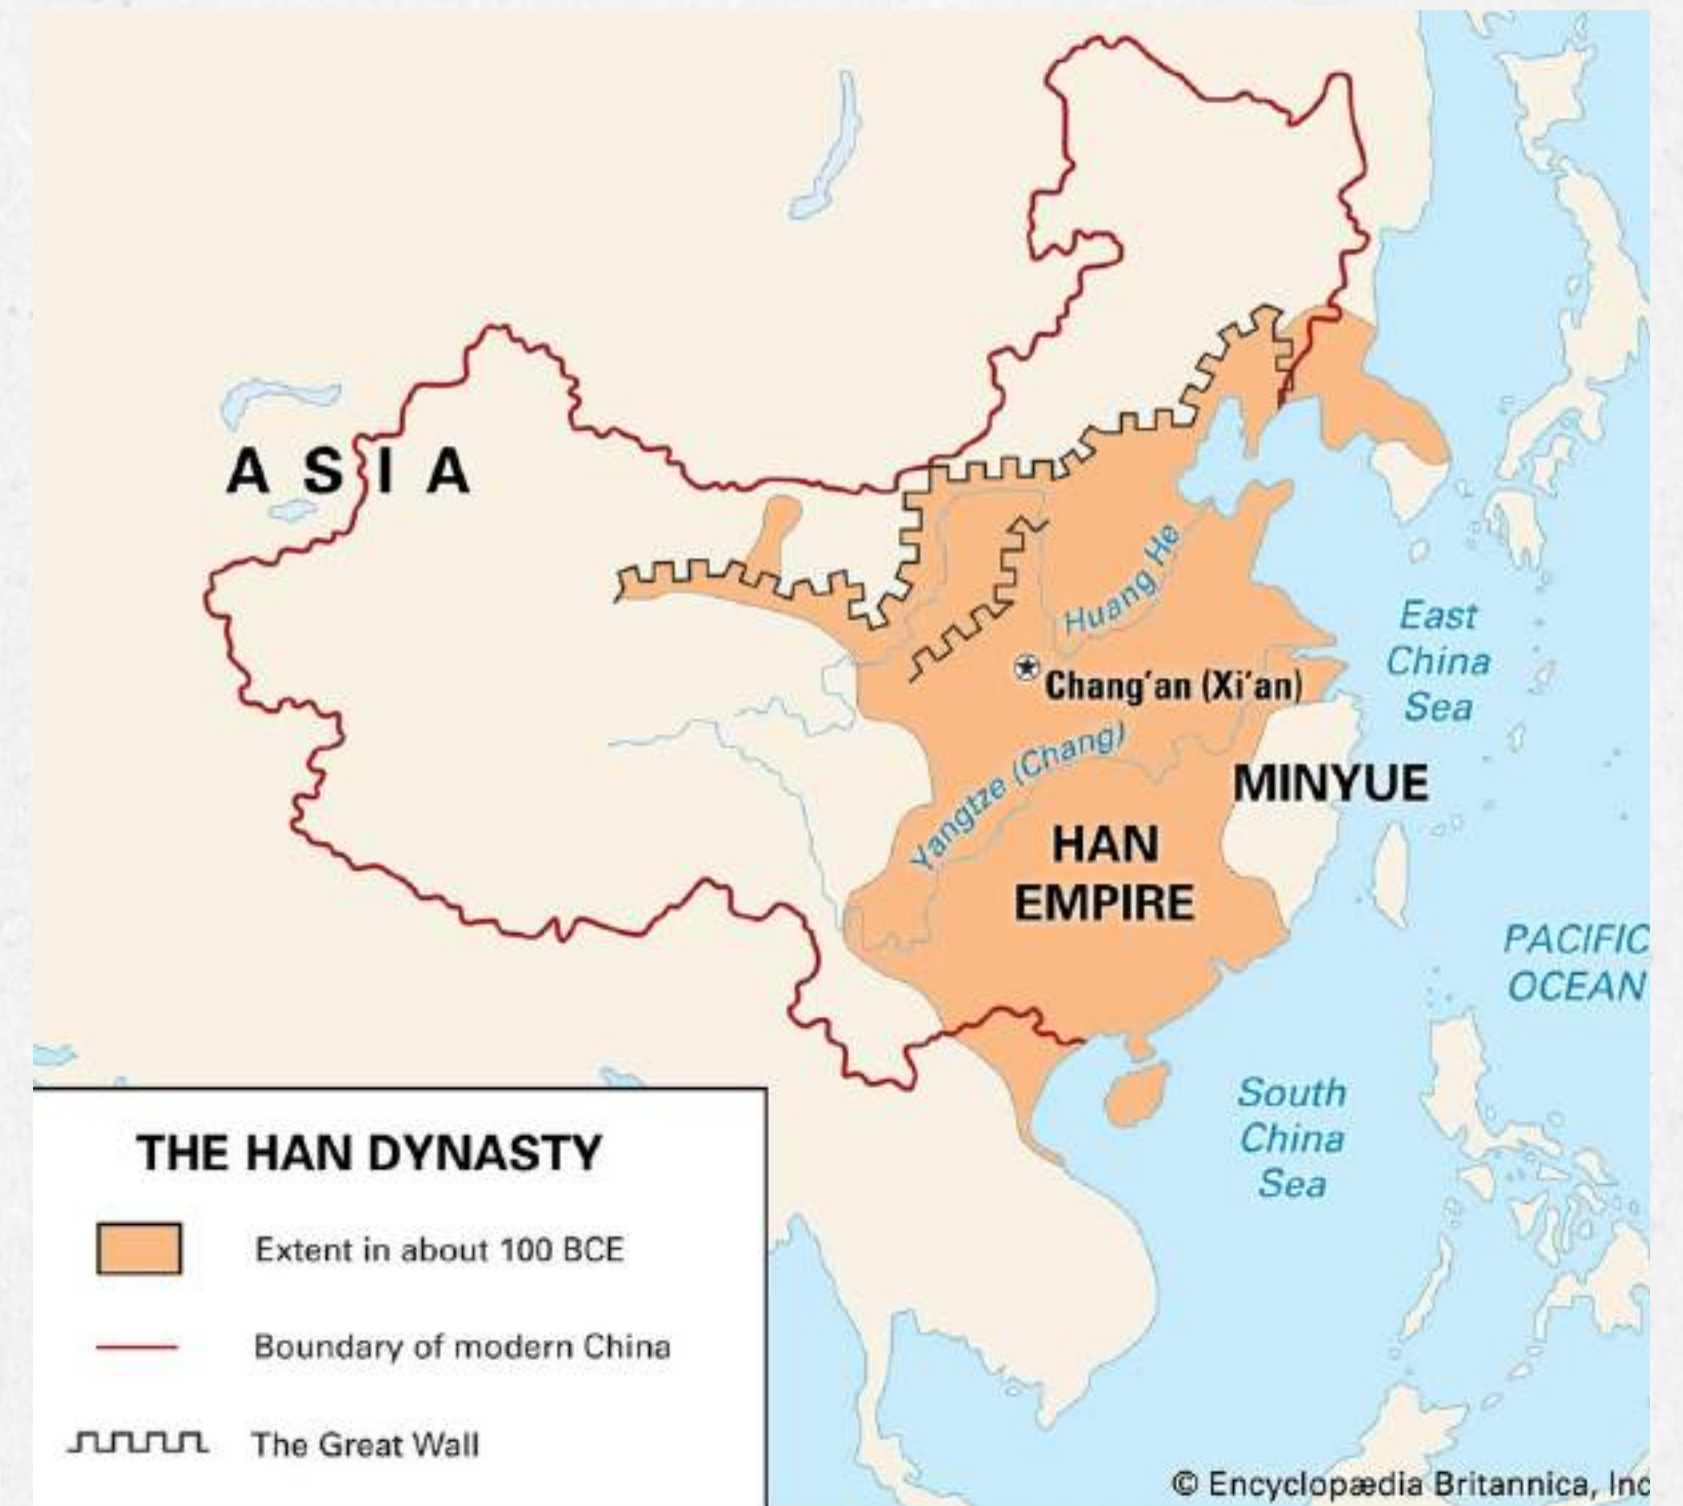 ASIA
Huang He
East
China
Sea
Chang'an (Xi'an)
Yangtze (Chang)
MINYUE
HAN
EMPIRE
PACIFIC
OCEAN
South
China
Sea
THE HAN DYNASTY
Extent in about 100 BCE
Boundary of modern China
The Great Wall
© Encyclopædia Britannica, Inc